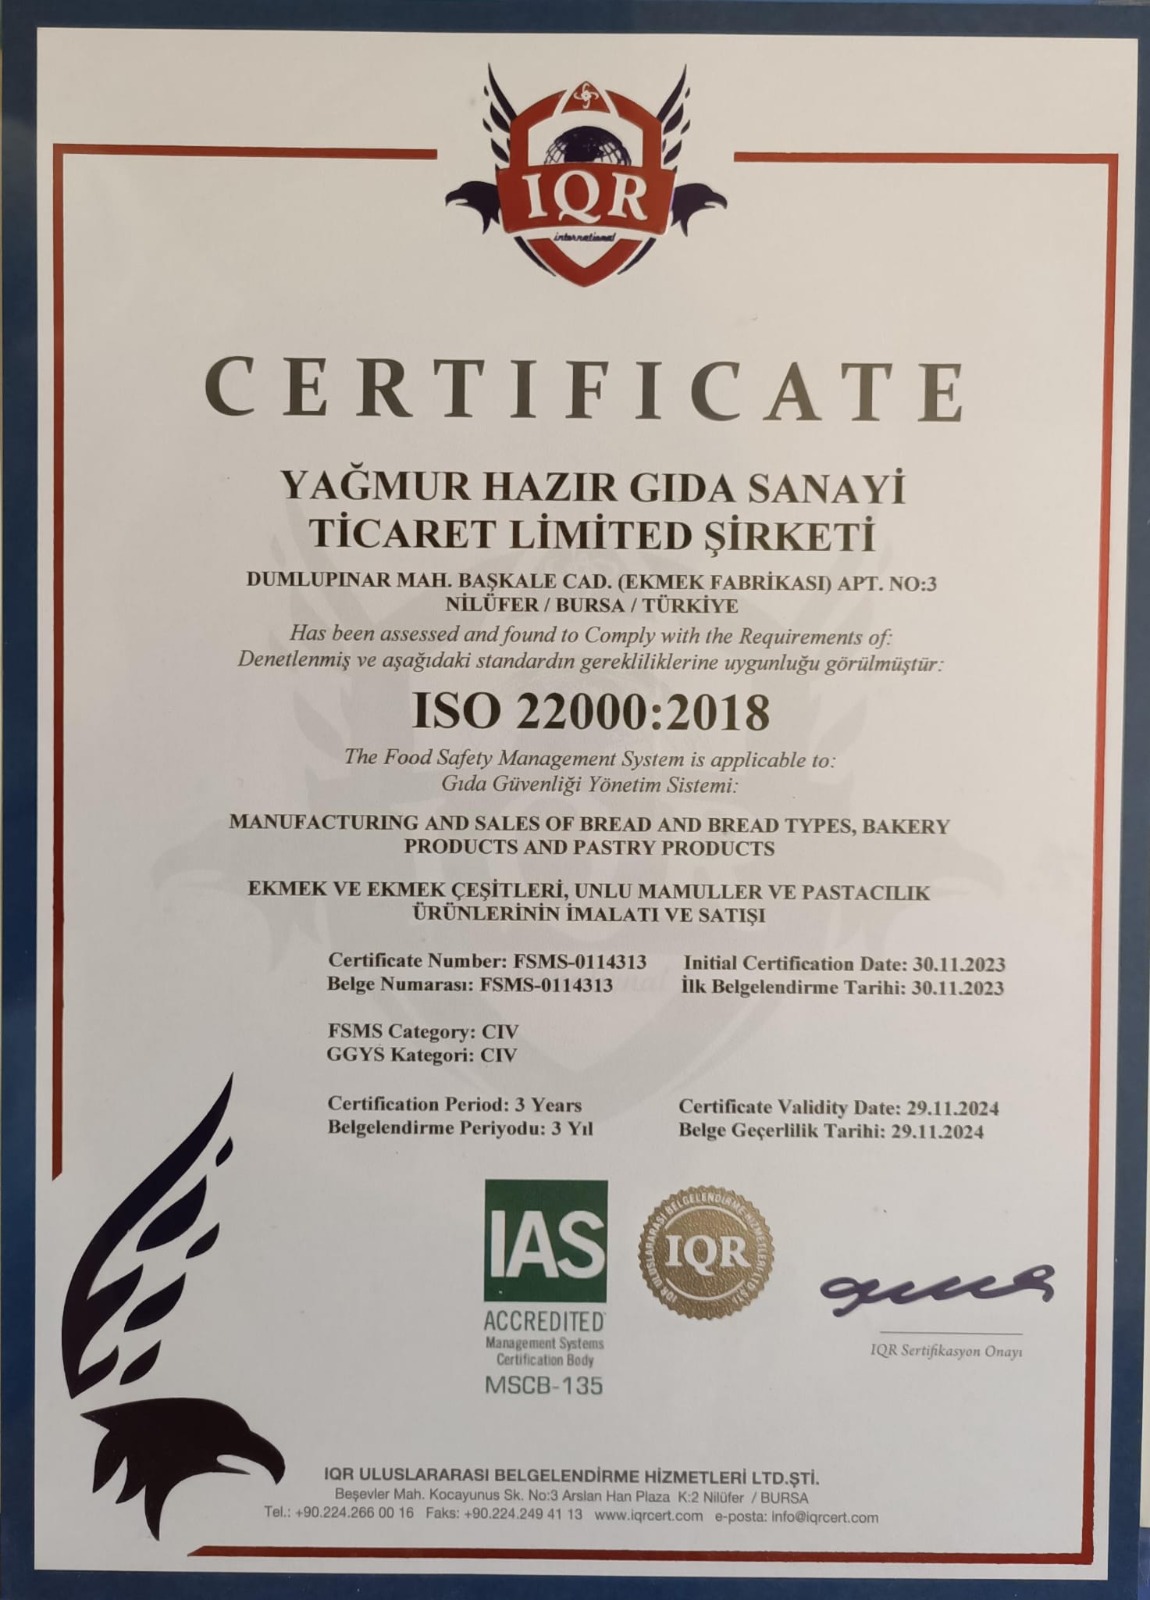 IQR
international
CERTIFICATE
YAĞMUR HAZIR GIDA SANAYİ
TİCARET LİMİTED ŞİRKETİ
DUMLUPINAR MAH. BAŞKALE CAD. (EKMEK FABRİKASI) APT. NO:3
NİLÜFER / BURSA / TÜRKİYE
Has been assessed and found to Comply with the Requirements of:
Denetlenmiş ve aşağıdaki standardın gerekliliklerine uygunluğu görülmüştür:
ISO 22000:2018
The Food Safety Management System is applicable to:
Gıda Güvenliği Yönetim Sistemi:
MANUFACTURING AND SALES OF BREAD AND BREAD TYPES, BAKERY
PRODUCTS AND PASTRY PRODUCTS
EKMEK VE EKMEK ÇEŞİTLERİ, UNLU MAMULLER VE PASTACILIK
ÜRÜNLERİNİN İMALATI VE SATIŞI
Certificate Number: FSMS-0114313 Initial Certification Date: 30.11.2023
Belge Numarası: FSMS-0114313 İlk Belgelendirme Tarihi: 30.11.2023
FSMS Category: CIV
GGYS Kategori: CIV
Certification Period: 3 Years Certificate Validity Date: 29.11.2024
Belgelendirme Periyodu: 3 Yıl Belge Geçerlilik Tarihi: 29.11.2024
IAS
ACCREDITED
Management Systems
Certification Body
MSCB-135
IQR ULUSLARARASI BELGELENDİRME HİZMETLERİ LTD.ŞTİ.
IQR
IQR Sertifikasyon Onayı
IQR ULUSLARARASI BELGELENDİRME HİZMETLERİ LTD.ŞTİ.
Beşevler Mah. Kocayunus Sk. No:3 Arslan Han Plaza K:2 Nilüfer / BURSA
Tel.: +90.224.266 00 16 Faks: +90.224.249 41 13 www.iqrcert.com e-posta: info@iqrcert.com